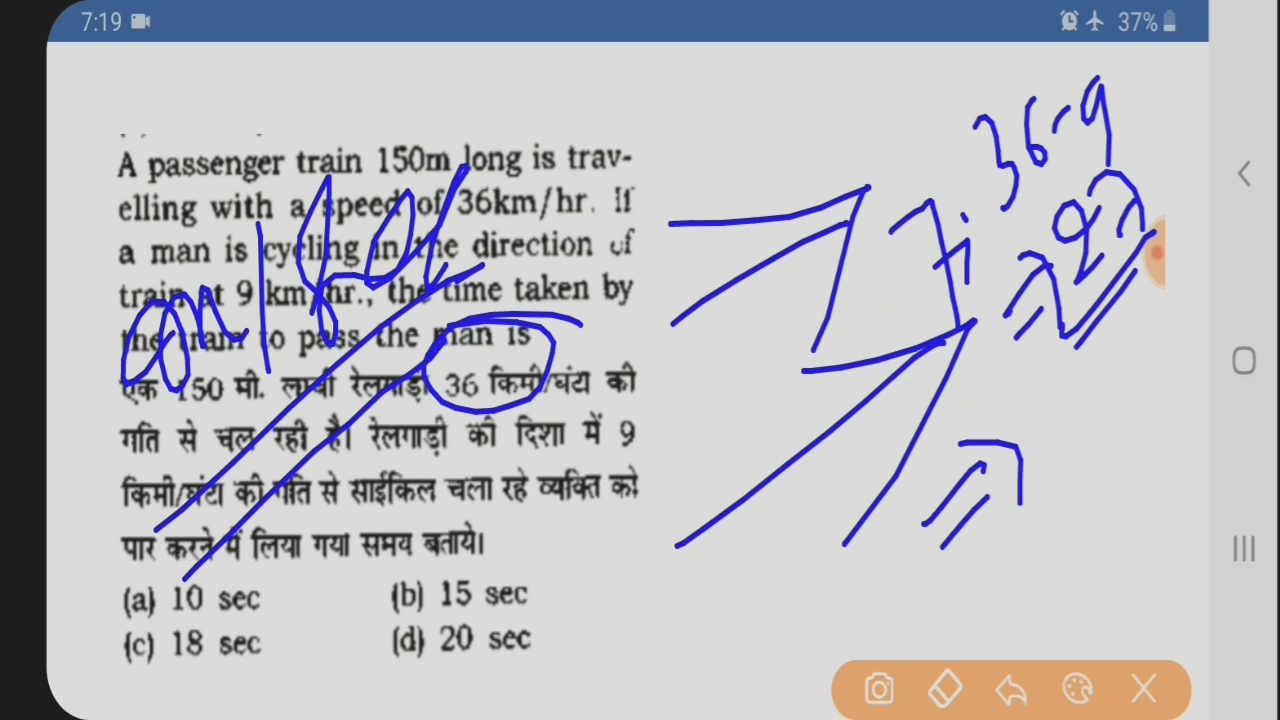 7:19
37%
A passenger train 150m long is trav-
elling with a speed of 36km/hr. If
a man is cycling in the direction of
train at 9 km/hr., the time taken by
the train to pass the man is
एक 150 मी. लम्बी रेलगाड़ी 36 किमी/घंटा की
गति से चल रही है। रेलगाड़ी की दिशा में 9
किमी/घंटा की गति से साईकिल चला रहे व्यक्ति को
पार करने में लिया गया समय बताये।
(a) 10 sec (b) 15 sec
(c) 18 sec (d) 20 sec
36-9